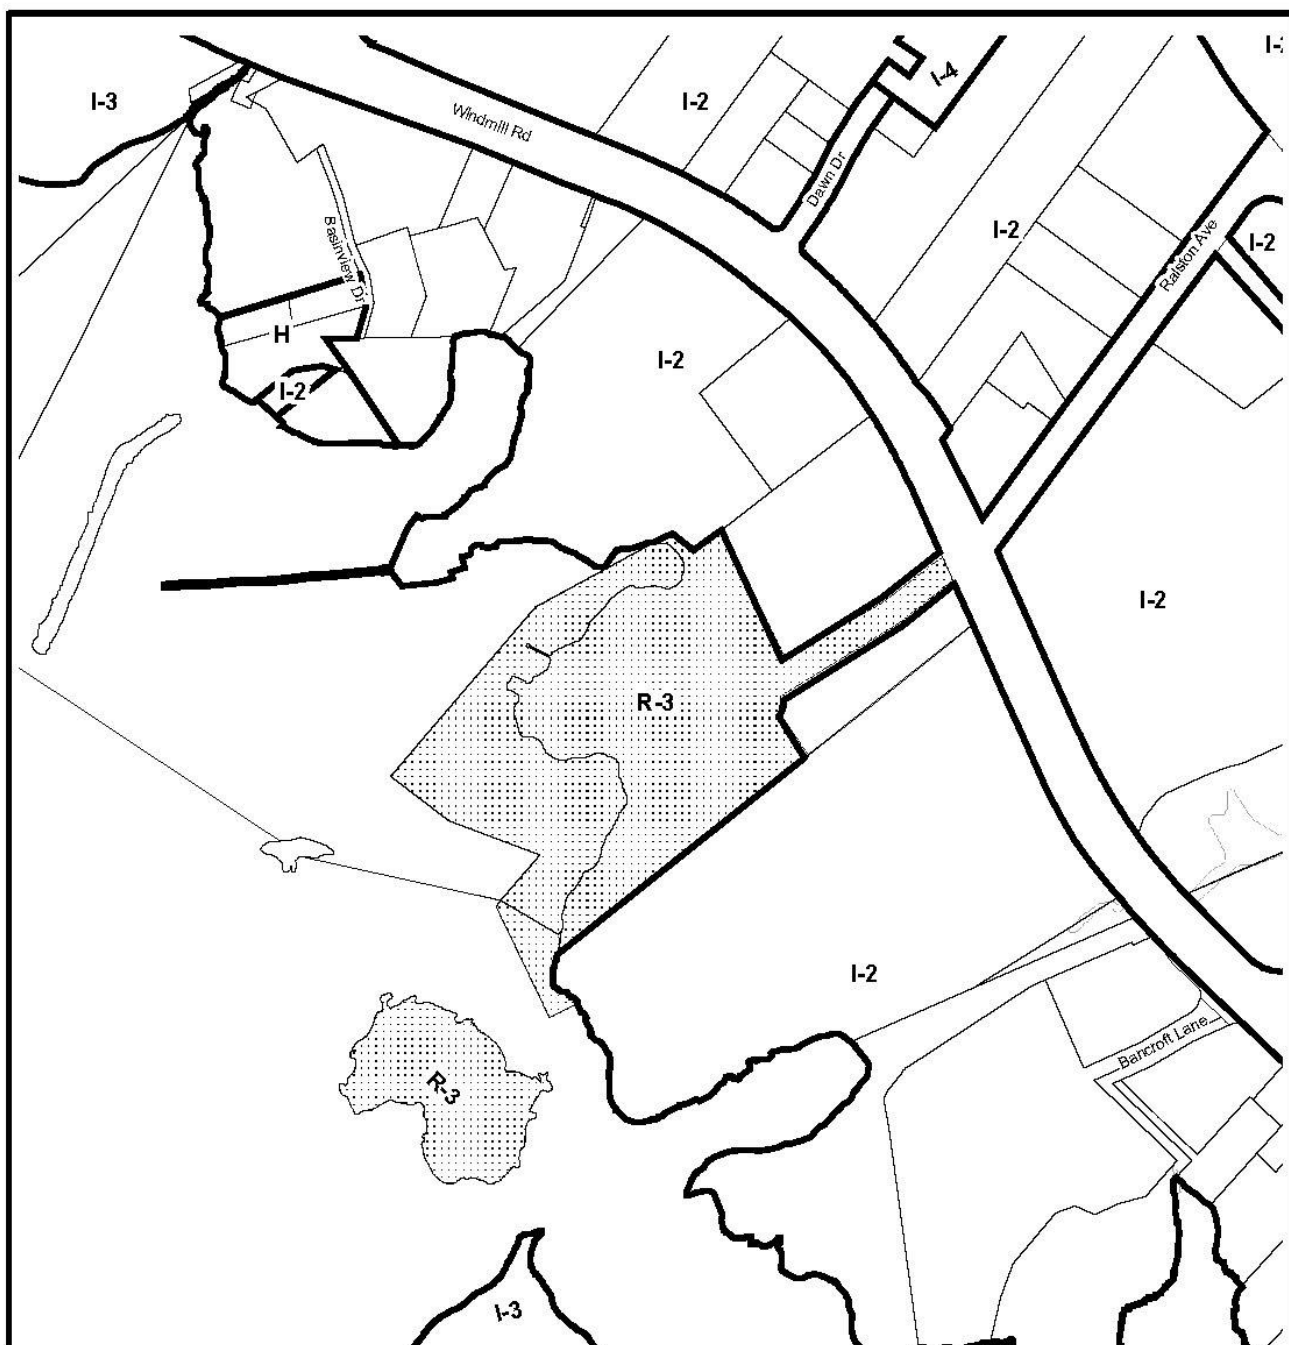 I-3
I-2
I-4
Windmill Rd
Dawn Dr
I-2
Ralston Ave
I-2
Basinview Dr
H
I-2
I-2
I-2
R-3
I-2
Bancroft Lane
R-3
I-3